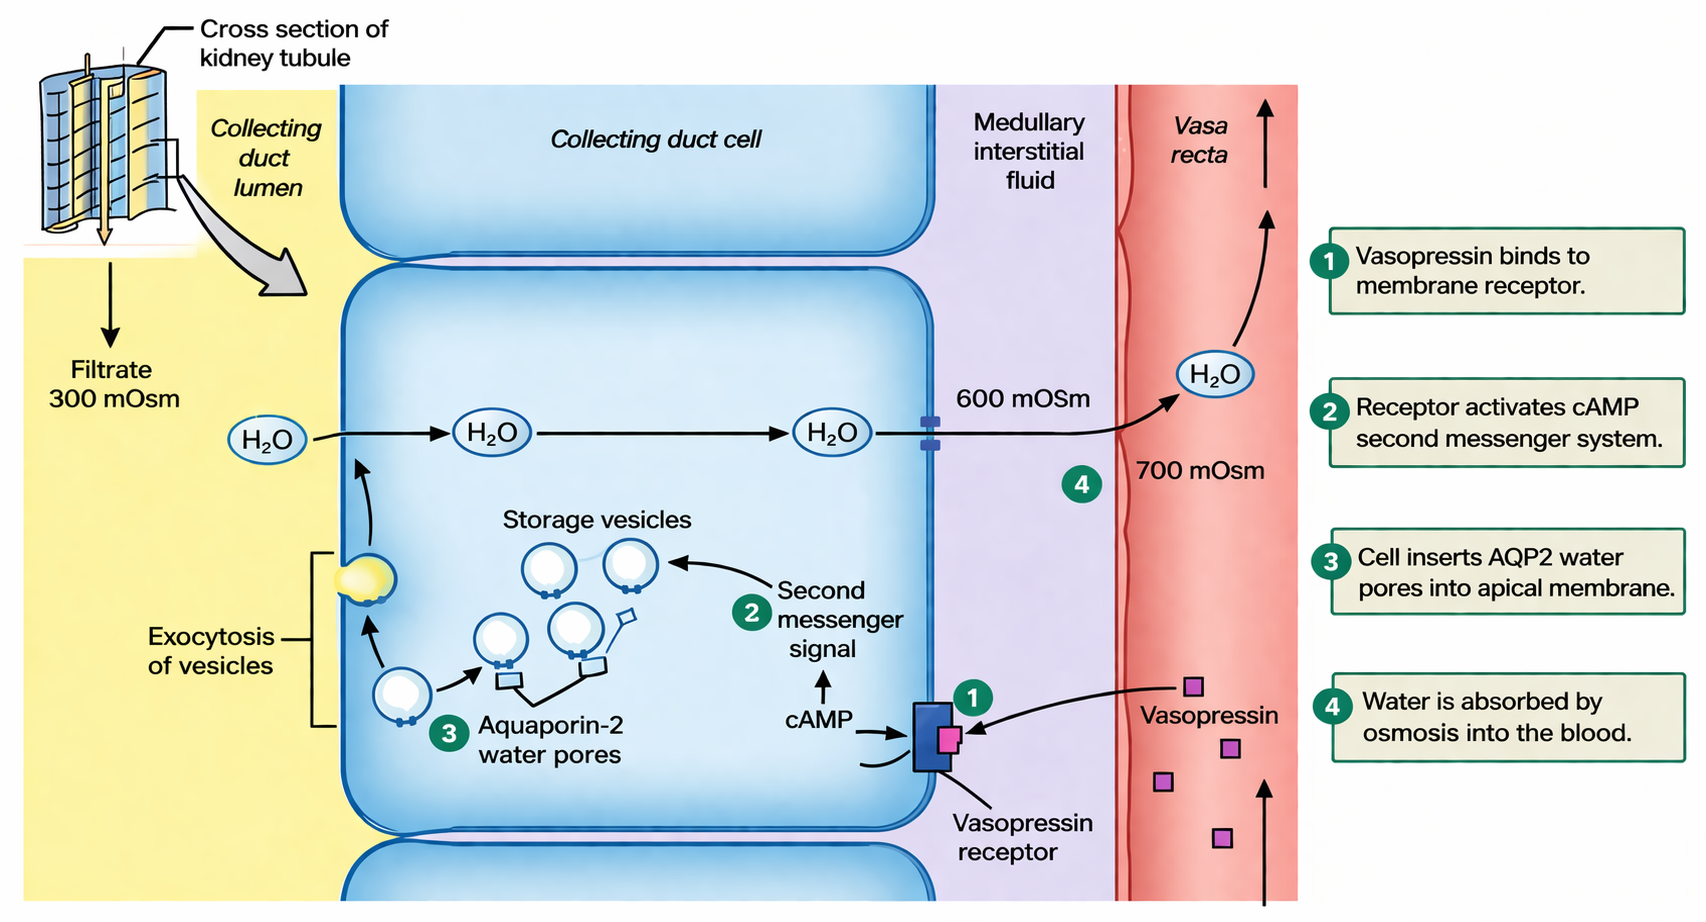 Cross section of
kidney tubule
Collecting
duct
lumen
Collecting duct cell
Medullary
interstitial
fluid
Vasa
recta
Filtrate
300 mOsm
H₂O
H₂O
H₂O
600 mOSm
H₂O
4
700 mOsm
Storage vesicles
2
Second
messenger
signal
Exocytosis
of vesicles
3
Aquaporin-2
water pores
cAMP
1
Vasopressin
Vasopressin
receptor
1
Vasopressin binds to
membrane receptor.
2
Receptor activates cAMP
second messenger system.
3
Cell inserts AQP2 water
pores into apical membrane.
4
Water is absorbed by
osmosis into the blood.